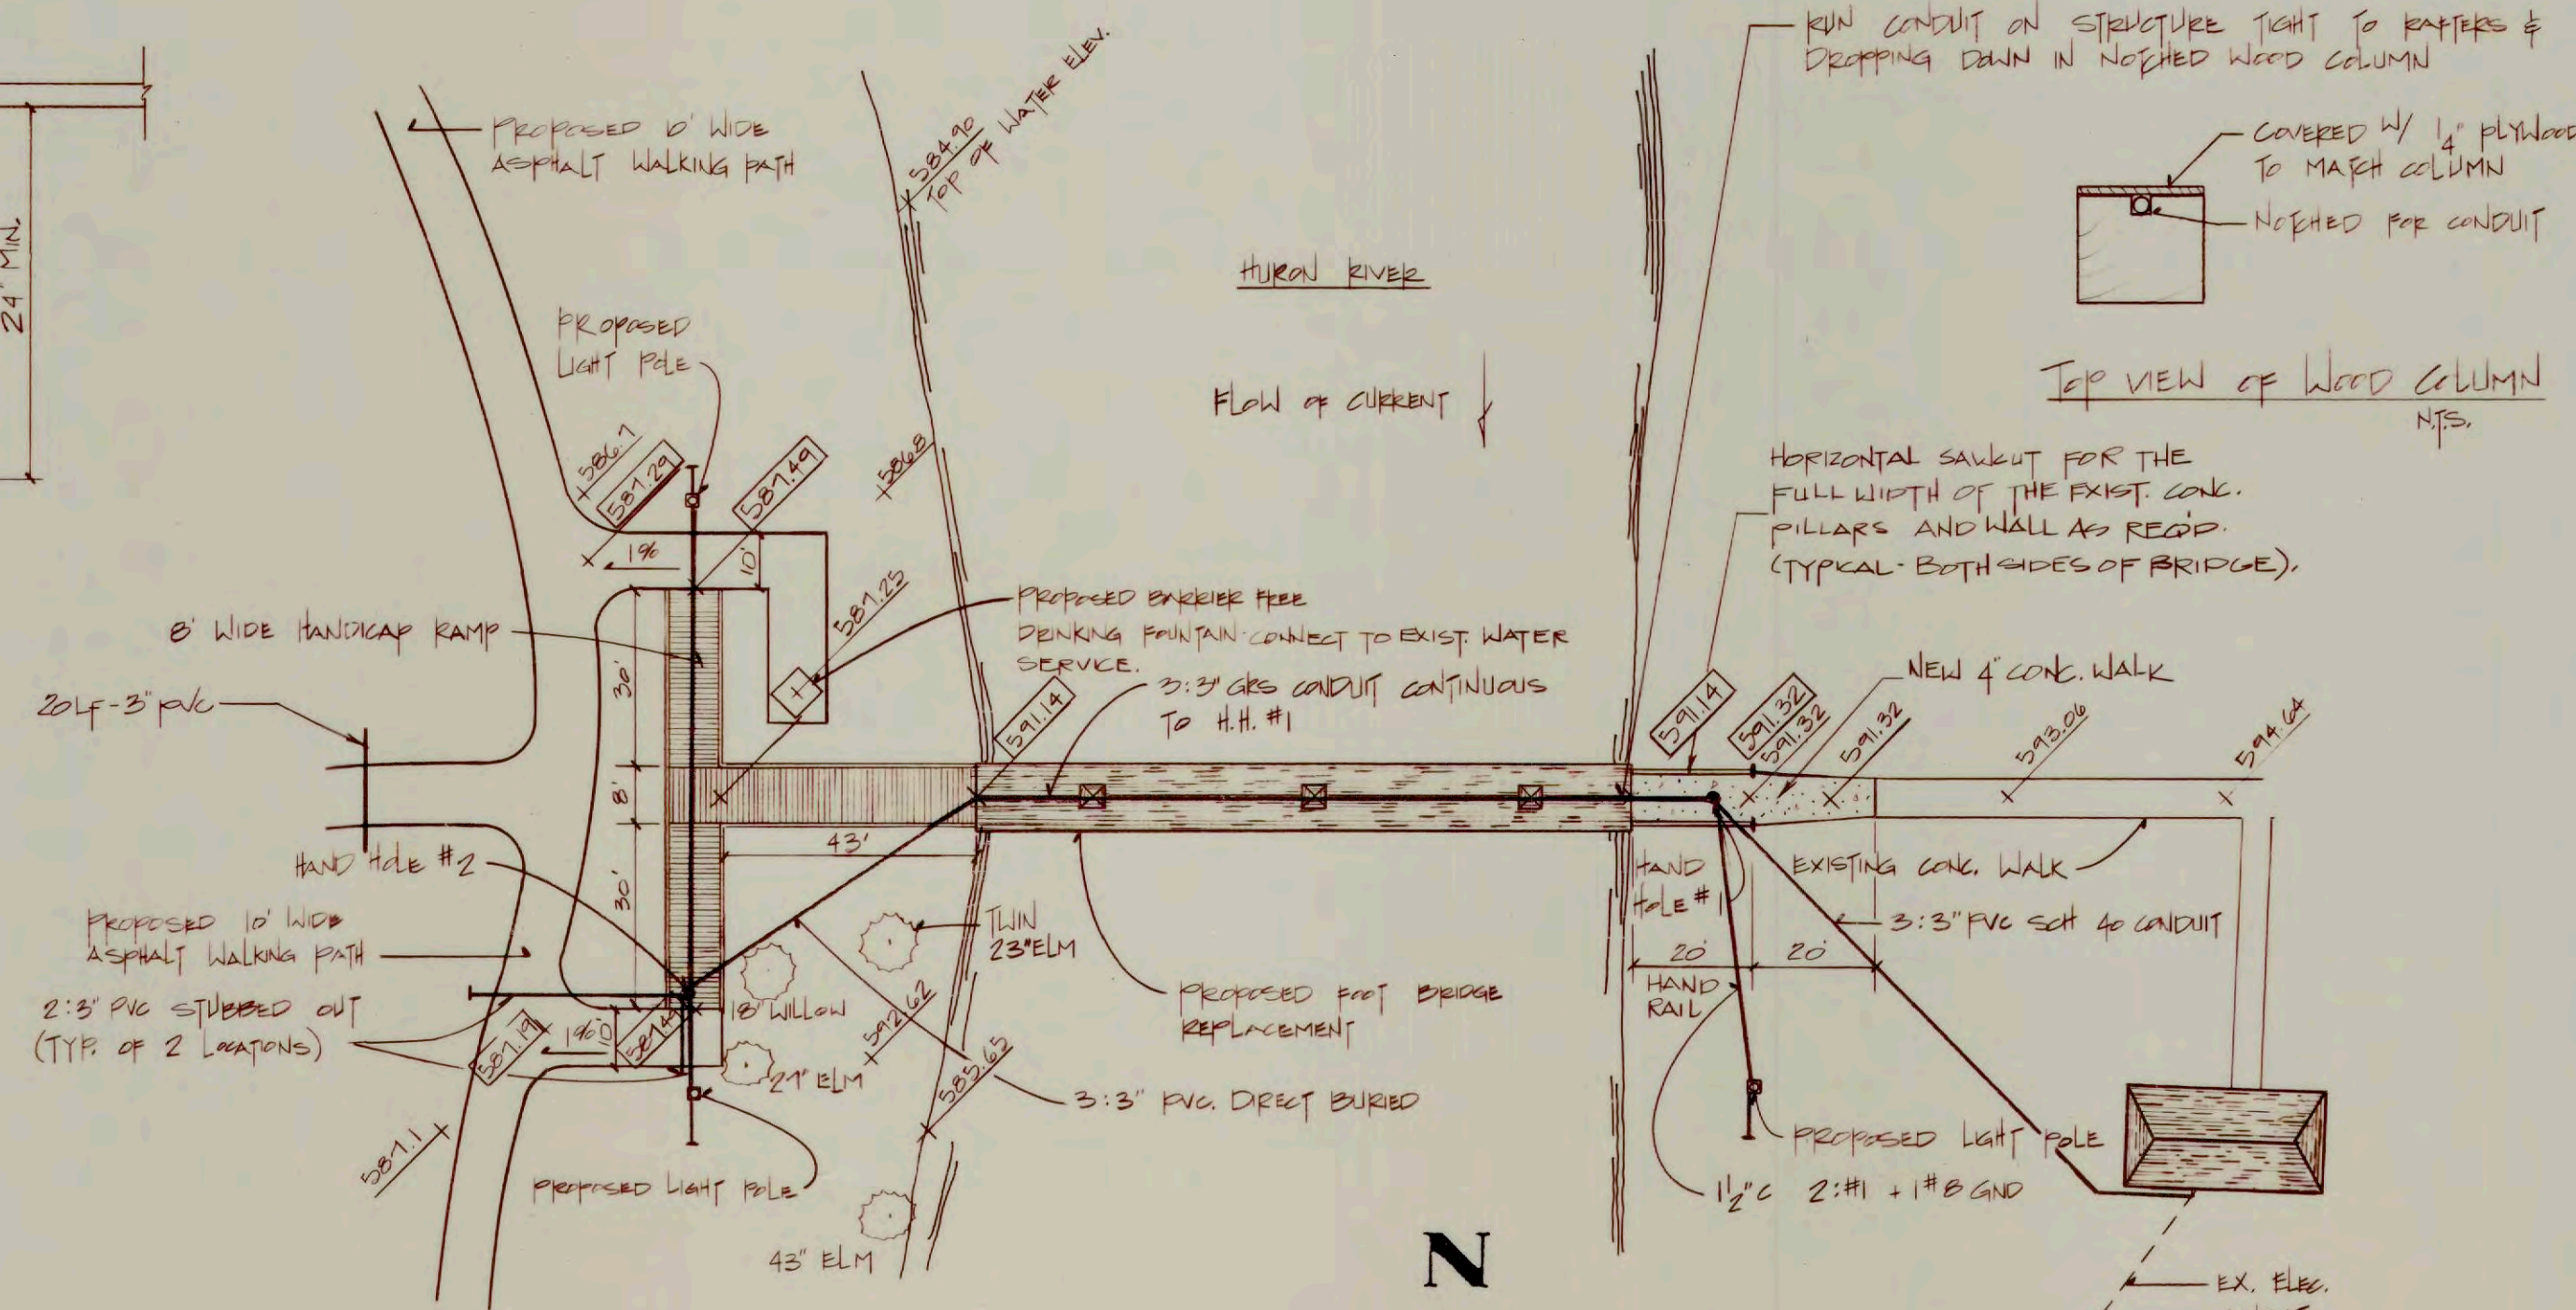 RUN CONDUIT ON STRUCTURE TIGHT TO RAFTERS &
DROPPING DOWN IN NOTCHED WOOD COLUMN
COVERED W/ 1/4" PLYWOOD
TO MATCH COLUMN
NOTCHED FOR CONDUIT
TOP VIEW OF WOOD COLUMN
N.T.S.
24' MIN.
PROPOSED 10' WIDE
ASPHALT WALKING PATH
584.90
TOP OF WATER ELEV.
HURON RIVER
FLOW OF CURRENT
PROPOSED
LIGHT POLE
586.7
587.29
587.49
586.8
1%
10'
587.25
HORIZONTAL SAWCUT FOR THE
FULL WIDTH OF THE EXIST. CONC.
PILLARS AND WALL AS REQ'D.
(TYPICAL - BOTH SIDES OF BRIDGE).
PROPOSED BARRIER FREE
DRINKING FOUNTAIN - CONNECT TO EXIST. WATER
SERVICE.
3:3" GRS CONDUIT CONTINUOUS
TO H.H. #1
8' WIDE HANDICAP RAMP
30'
8'
30'
43'
20LF-3" PVC
591.14
591.14
591.32
591.32
591.32
593.06
594.64
NEW 4" CONC. WALK
HAND HOLE #2
HAND
HOLE #1
EXISTING CONC. WALK
3:3" PVC SCH 40 CONDUIT
20'
20'
HAND
RAIL
PROPOSED 10' WIDE
ASPHALT WALKING PATH
2:3" PVC STUBBED OUT
(TYP. OF 2 LOCATIONS)
587.19
1%
10'
TWIN
23" ELM
18" WILLOW
592.62
21" ELM
585.65
PROPOSED FOOT BRIDGE
REPLACEMENT
3:3" PVC. DIRECT BURIED
587.1
PROPOSED LIGHT POLE
43" ELM
PROPOSED LIGHT POLE
1 1/2" C 2:#1 + 1#8 GND
N
EX. ELEC.